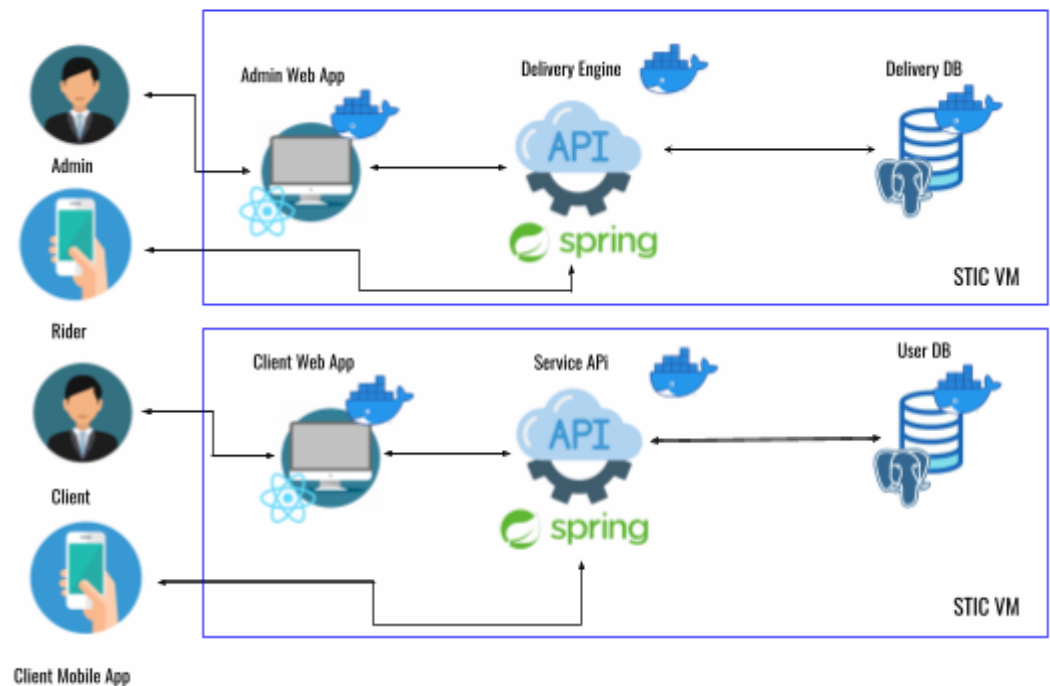 Admin Web App
Delivery Engine
Delivery DB
API
Admin
spring
STIC VM
Rider
Client Web App
Service APi
User DB
API
Client
spring
STIC VM
Client Mobile App